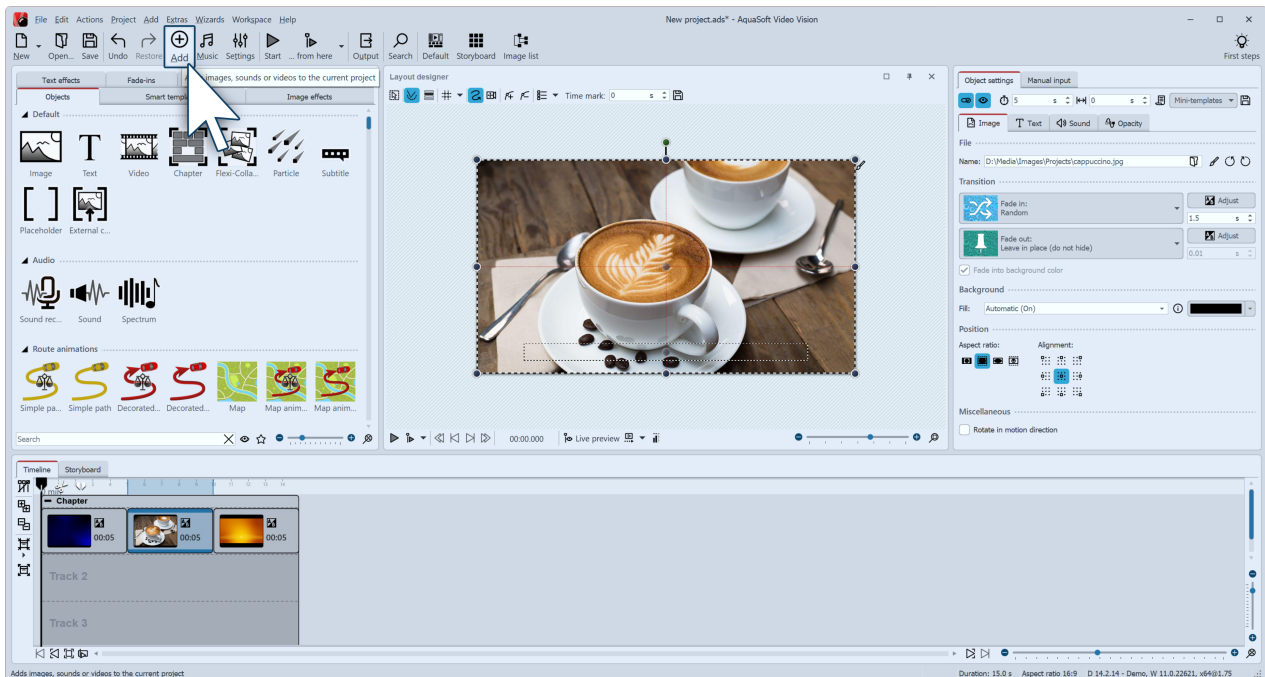 File Edit Actions Project Add Extras Wizards Workspace Help
New project.ads* - AquaSoft Video Vision
New Open... Save Undo Restore Add Music Settings Start ... from here Output Search Default Storyboard Image list
First steps
images, sounds or videos to the current project
Text effects Fade-ins
Objects Smart templ Image effects
Default
Image Text Video Chapter Flexi-Colla... Particle Subtitle
Placeholder External c...
Audio
Sound rec... Sound Spectrum
Route animations
Simple pa... Simple path Decorated... Decorated... Map Map anim... Map anim...
Search
Layout designer
Time mark: 0 s
00:00.000 Live preview
Object settings Manual input
5 s 0 s Mini-templates
Image Text Sound Opacity
File
Name: D:\Media\Images\Projects\cappuccino.jpg
Transition
Fade in:
Random
Adjust
1.5 s
Fade out:
Leave in place (do not hide)
Adjust
0.01 s
Fade into background color
Background
Fill: Automatic (On)
Position
Aspect ratio: Alignment:
Miscellaneous
Rotate in motion direction
Timeline Storyboard
0 min
Chapter
00:05 00:05 00:05
Track 2
Track 3
Adds images, sounds or videos to the current project
Duration: 15.0 s Aspect ratio 16:9 D 14.2.14 - Demo, W 11.0.22621, x64@1.75